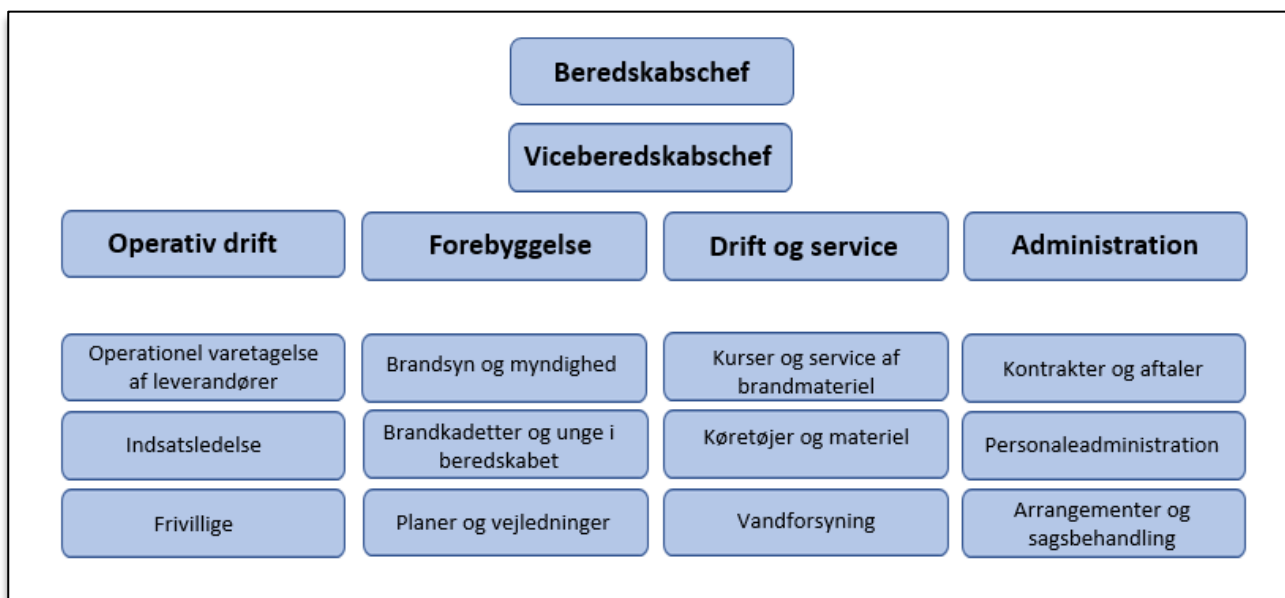 Beredskabschef
Viceberedskabschef
Operativ drift
Forebyggelse
Drift og service
Administration
Operationel varetagelse
af leverandører
Brandsyn og myndighed
Kurser og service af
brandmateriel
Kontrakter og aftaler
Indsatsledelse
Brandkadetter og unge i
beredskabet
Køretøjer og materiel
Personaleadministration
Frivillige
Planer og vejledninger
Vandforsyning
Arrangementer og
sagsbehandling